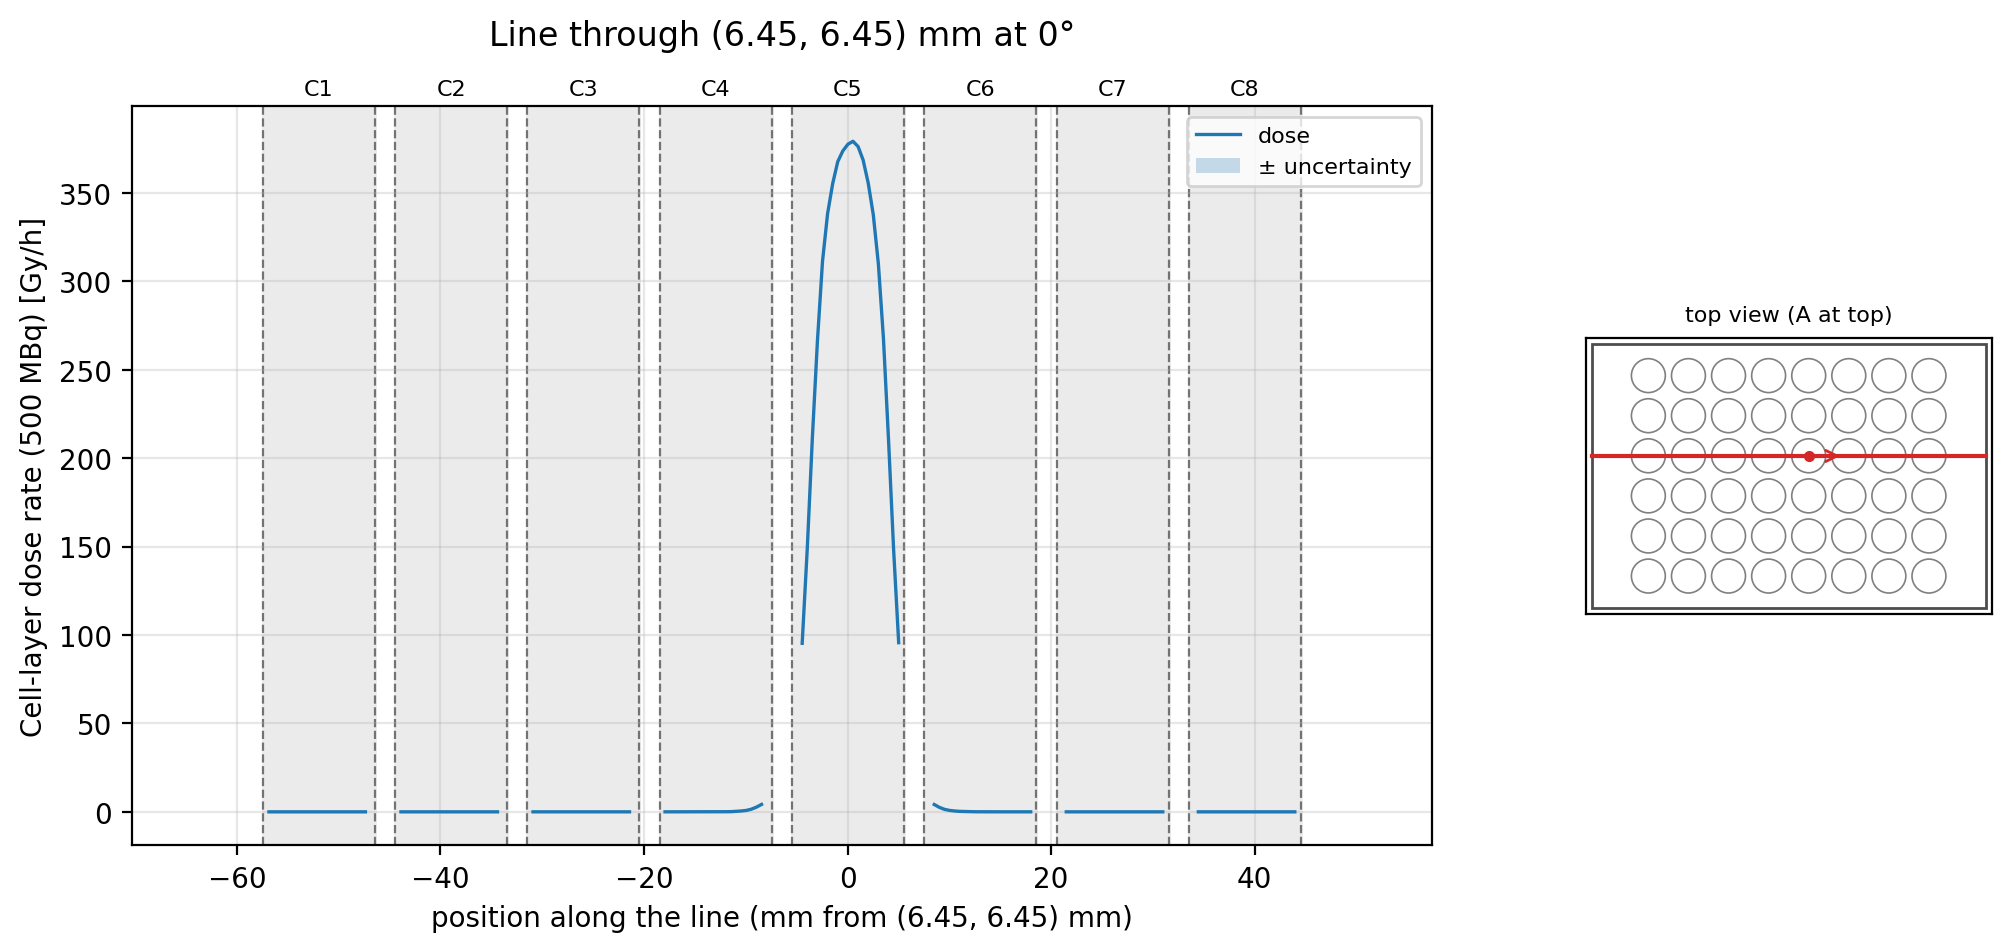 Line through (6.45, 6.45) mm at 0°
C1 C2 C3 C4 C5 C6 C7 C8
dose
± uncertainty
Cell-layer dose rate (500 MBq) [Gy/h]
350
300
250
200
150
100
50
0
−60 −40 −20 0 20 40
position along the line (mm from (6.45, 6.45) mm)
top view (A at top)